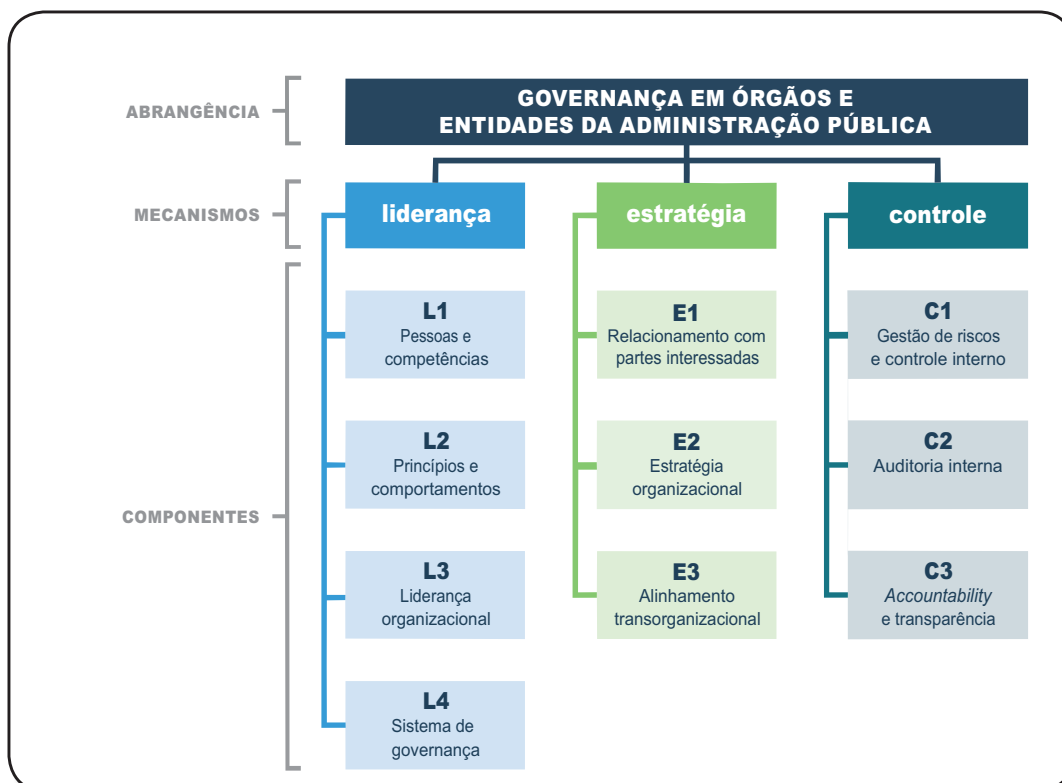 ABRANGÊNCIA
GOVERNANÇA EM ÓRGÃOS E
ENTIDADES DA ADMINISTRAÇÃO PÚBLICA
MECANISMOS
liderança
estratégia
controle
COMPONENTES
L1
Pessoas e
competências
E1
Relacionamento com
partes interessadas
C1
Gestão de riscos
e controle interno
L2
Princípios e
comportamentos
E2
Estratégia
organizacional
C2
Auditoria interna
L3
Liderança
organizacional
E3
Alinhamento
transorganizacional
C3
Accountability
e transparência
L4
Sistema de
governança